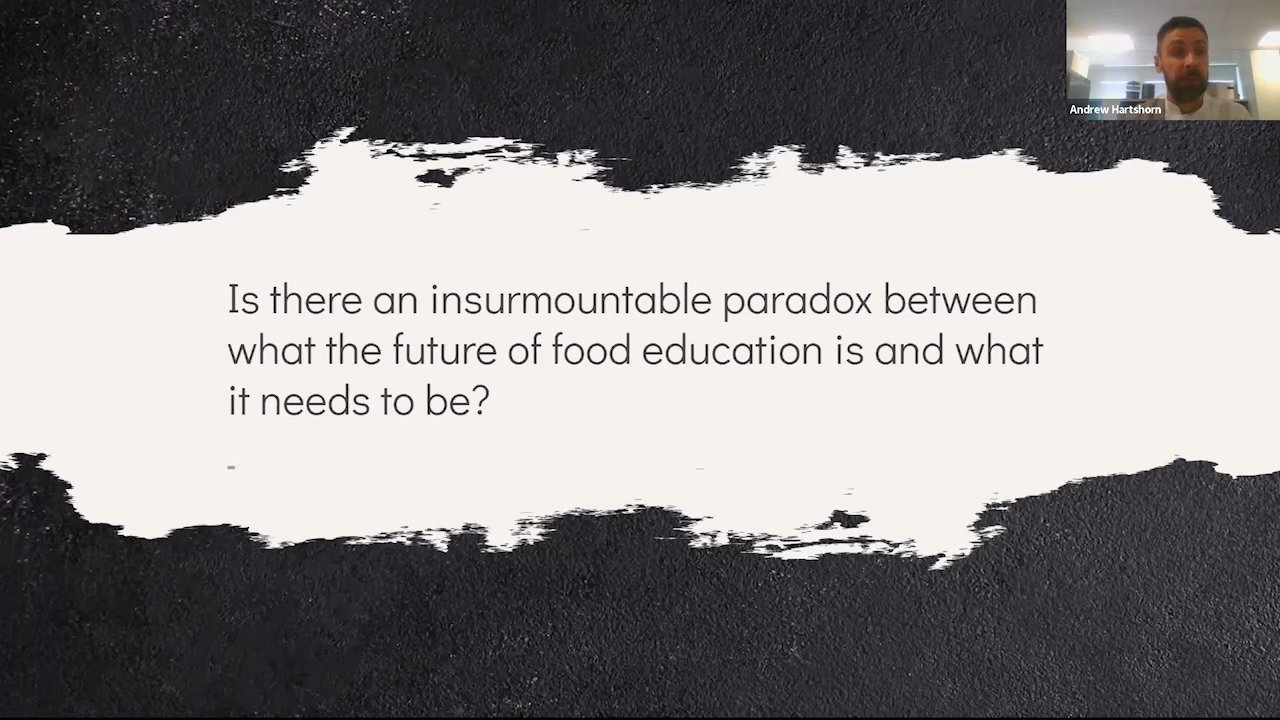 Andrew Hartshorn
Is there an insurmountable paradox between
what the future of food education is and what
it needs to be?